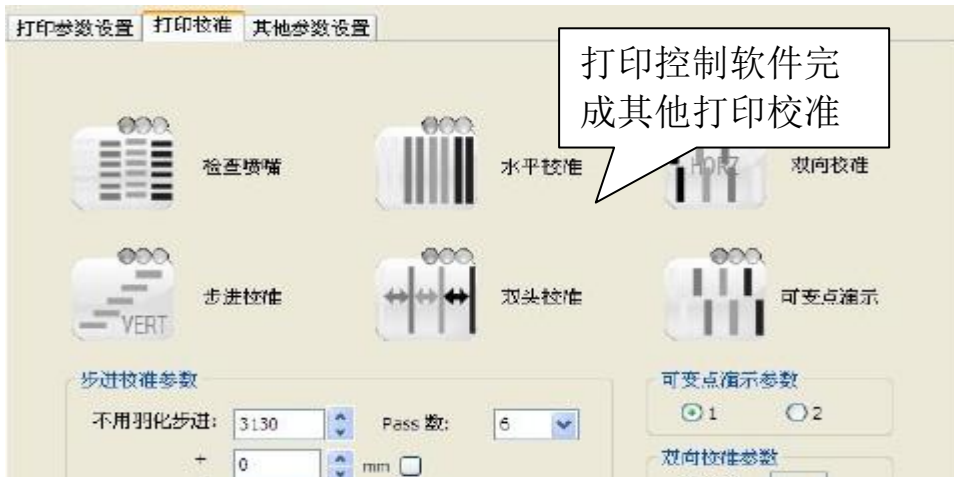 打印参数设置 打印校准 其他参数设置
打印控制软件完
成其他打印校准
检查喷嘴 水平校准 HORZ 双向校准
步进校准 双头校准 可变点演示
VERT
步进校准参数 可变点演示参数
不用羽化步进: 3130 Pass 数: 6 1 2
+ 0 mm 双向校准参数